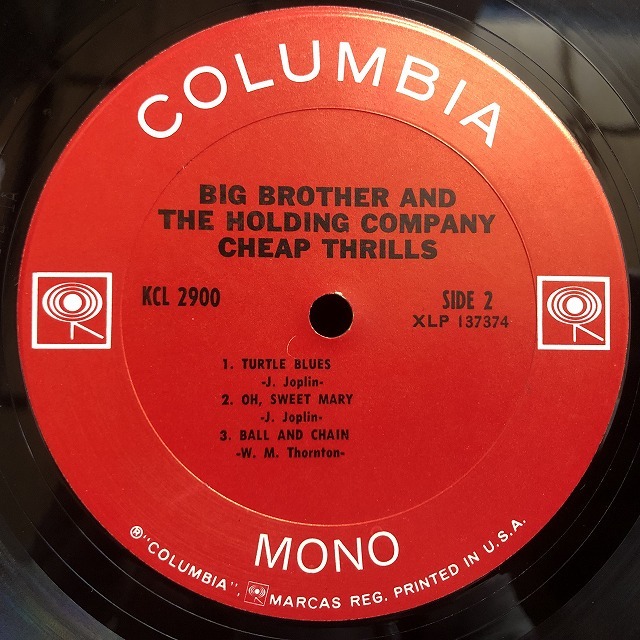 COLUMBIA
BIG BROTHER AND
THE HOLDING COMPANY
CHEAP THRILLS
KCL 2900
SIDE 2
XLP 137374
1. TURTLE BLUES
-J. Joplin-
2. OH, SWEET MARY
-J. Joplin-
3. BALL AND CHAIN
-W. M. Thornton-
MONO
® "COLUMBIA", MARCAS REG. PRINTED IN U.S.A.